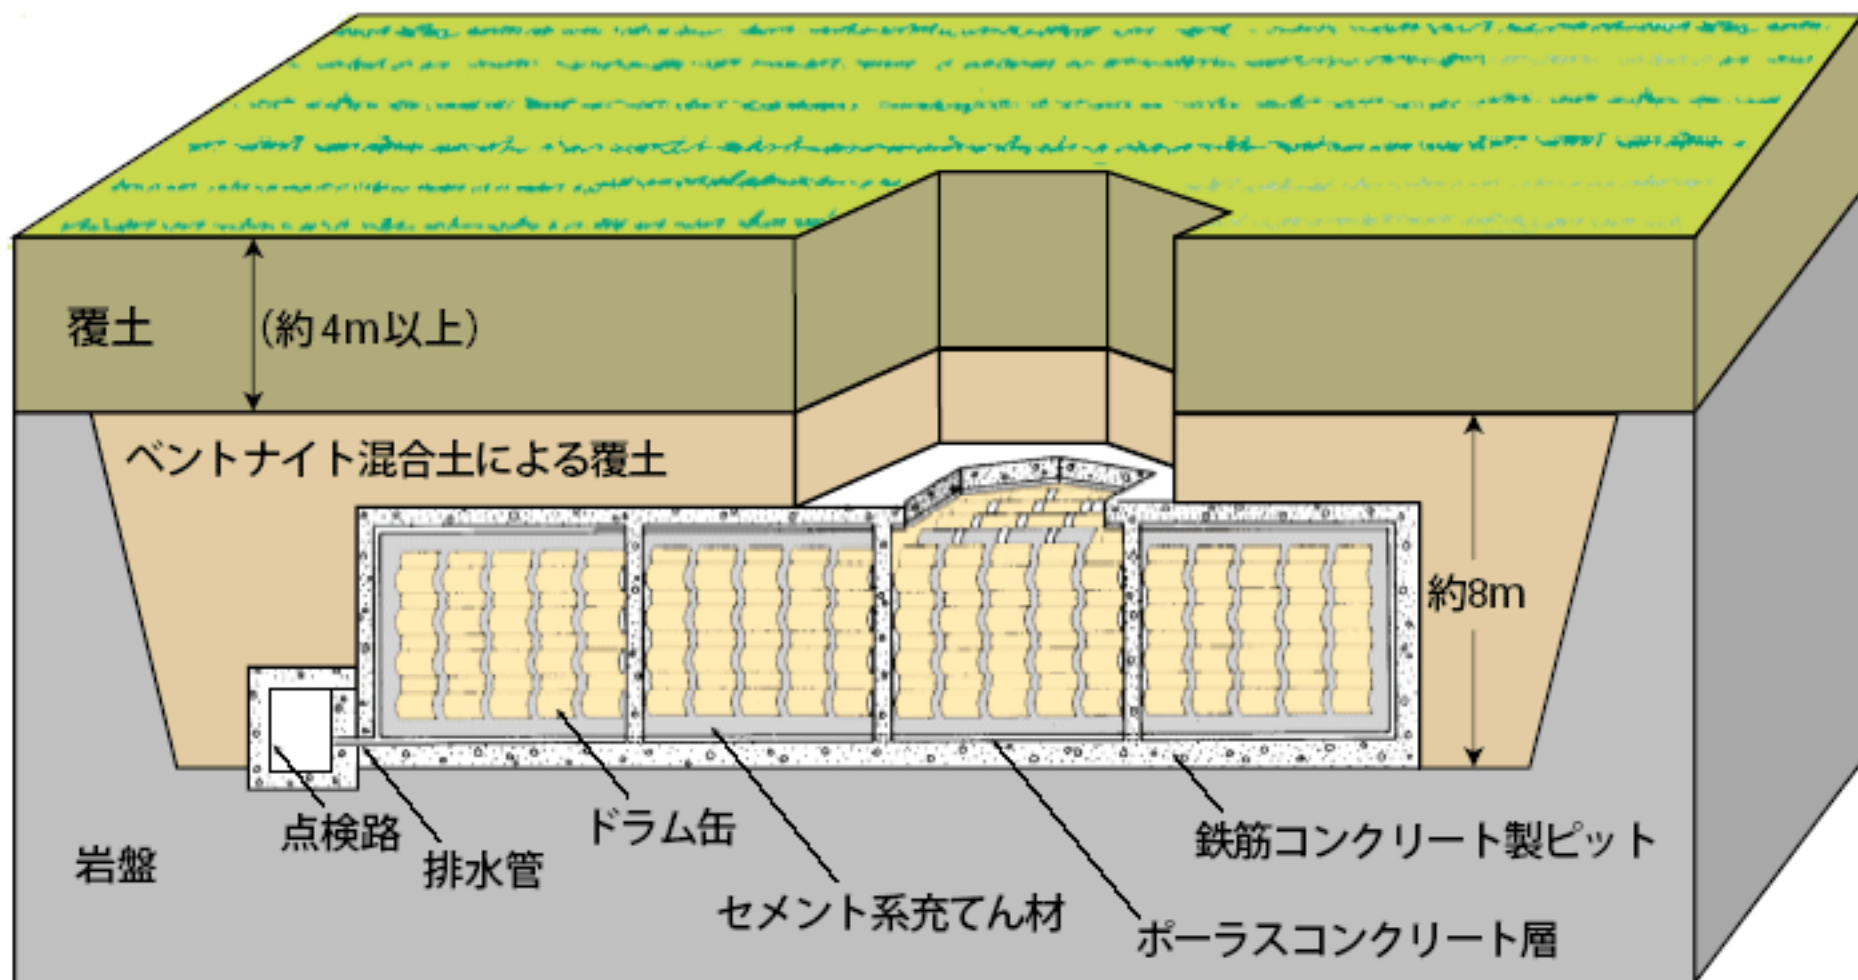 覆土
(約4m以上)
ベントナイト混合土による覆土
約8m
点検路
排水管
ドラム缶
セメント系充てん材
ポーラスコンクリート層
鉄筋コンクリート製ピット
岩盤